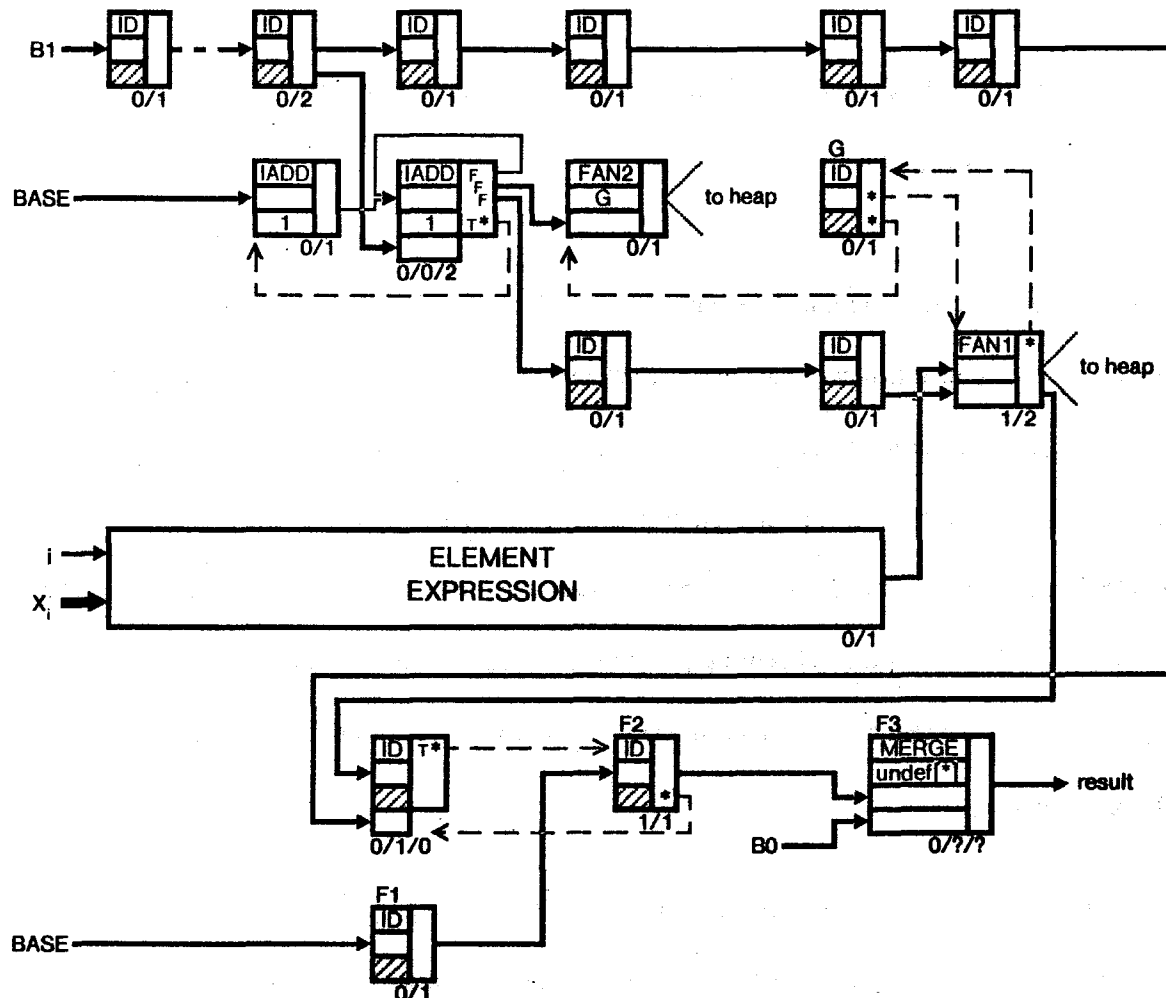 ID ID ID ID ID ID
B1
0/1 0/2 0/1 0/1 0/1 0/1
G
IADD IADD F FAN2 ID
BASE F G to heap *
1 1 F *
T*
0/1 0/0/2 0/1 0/1
ID ID FAN1 *
to heap
0/1 0/1 1/2
i ELEMENT
Xi EXPRESSION
0/1
F2 F3
ID T* ID MERGE
undef *
* result
1/1
B0
0/1/0 0/?/?
F1
ID
BASE
0/1